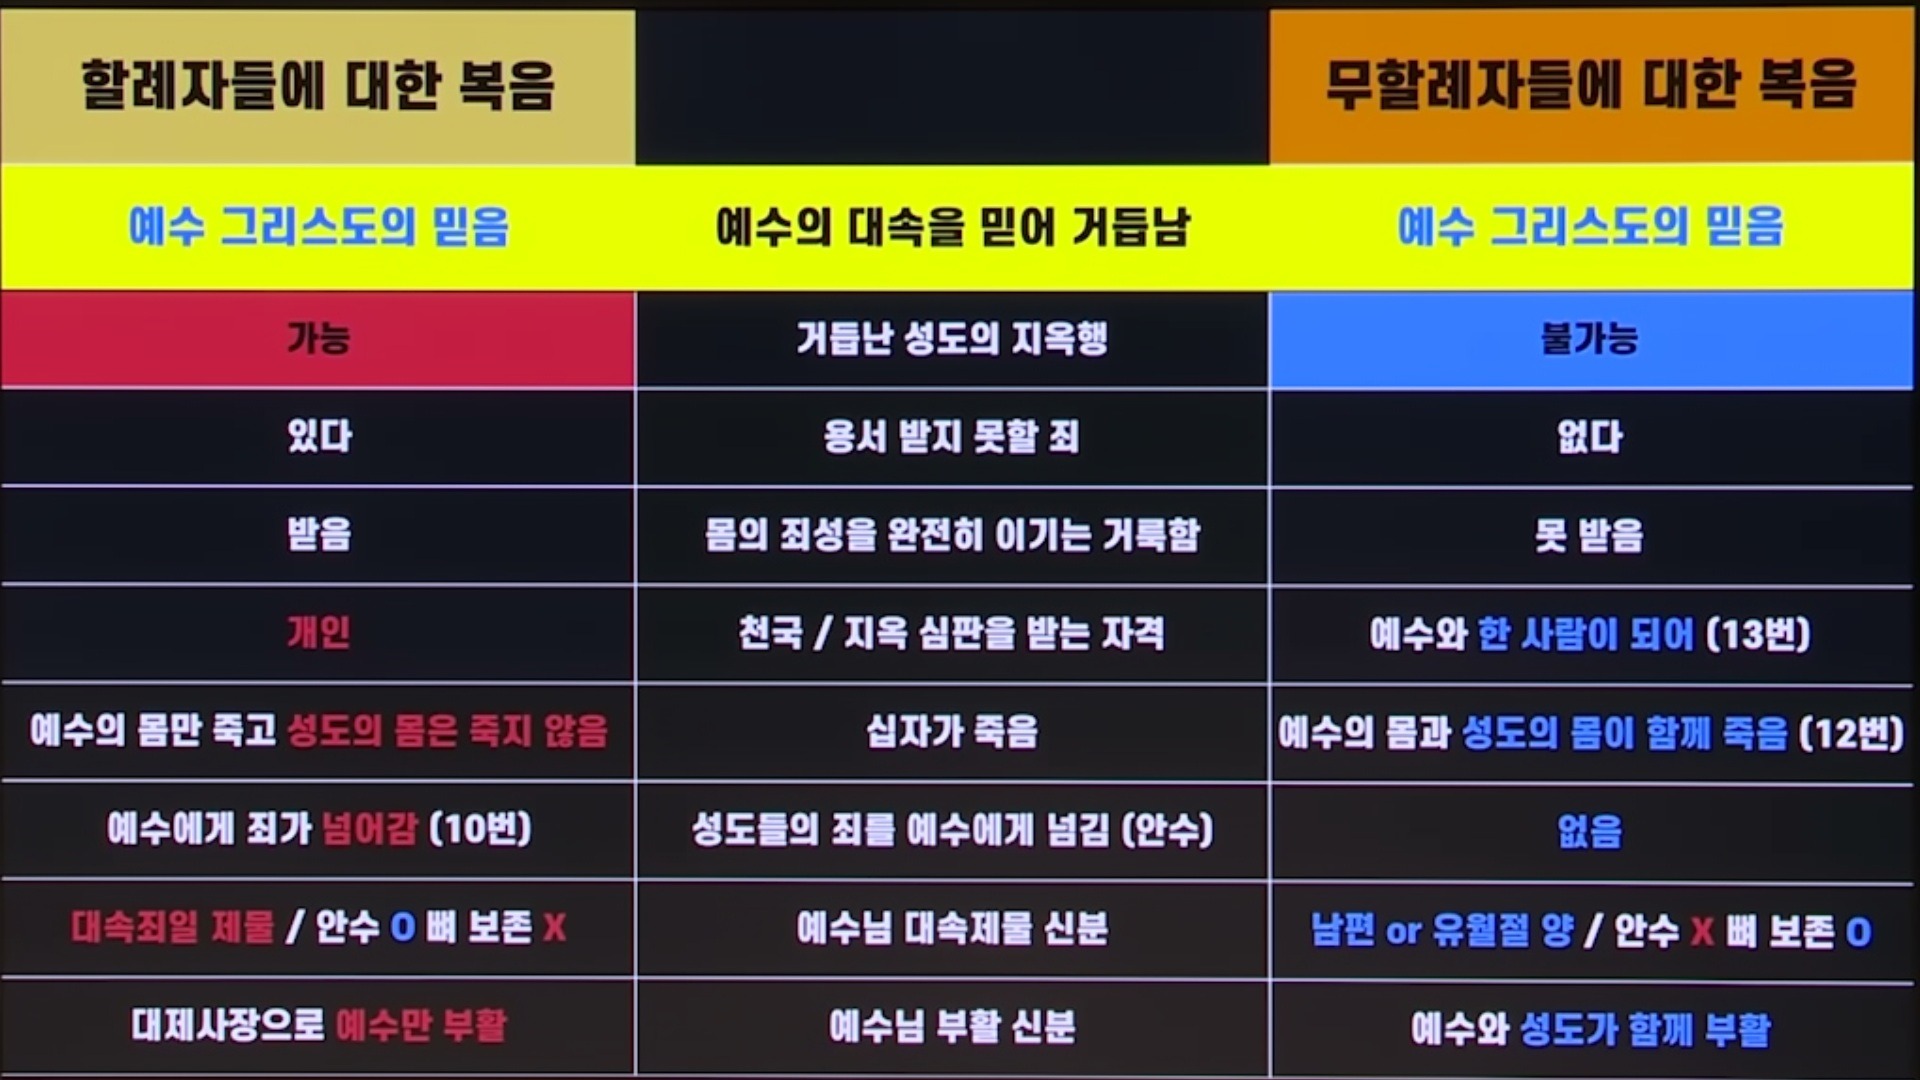 할례자들에 대한 복음
무할례자들에 대한 복음
예수 그리스도의 믿음
예수의 대속을 믿어 거듭남
예수 그리스도의 믿음
가능
거듭난 성도의 지옥행
불가능
있다
용서 받지 못할 죄
없다
받음
몸의 죄성을 완전히 이기는 거룩함
못 받음
개인
천국 / 지옥 심판을 받는 자격
예수와 한 사람이 되어 (13번)
예수의 몸만 죽고 성도의 몸은 죽지 않음
십자가 죽음
예수의 몸과 성도의 몸이 함께 죽음 (12번)
예수에게 죄가 넘어감 (10번)
성도들의 죄를 예수에게 넘김 (안수)
없음
대속죄일 제물 / 안수 O 뼈 보존 X
예수님 대속제물 신분
남편 or 유월절 양 / 안수 X 뼈 보존 O
대제사장으로 예수만 부활
예수님 부활 신분
예수와 성도가 함께 부활